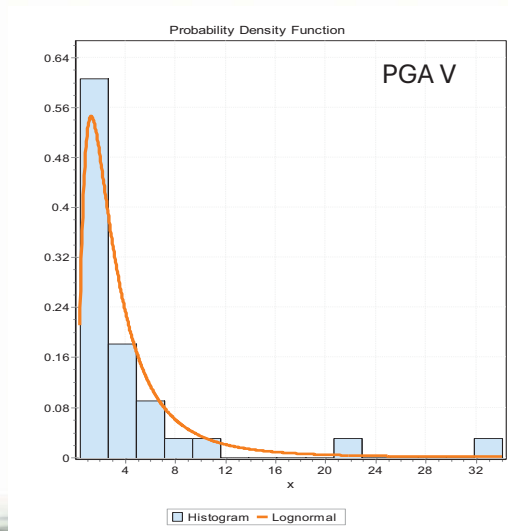 Probability Density Function
PGA V
0.64
0.56
0.48
0.4
0.32
0.24
0.16
0.08
0
4 8 12 16 20 24 28 32
x
Histogram Lognormal